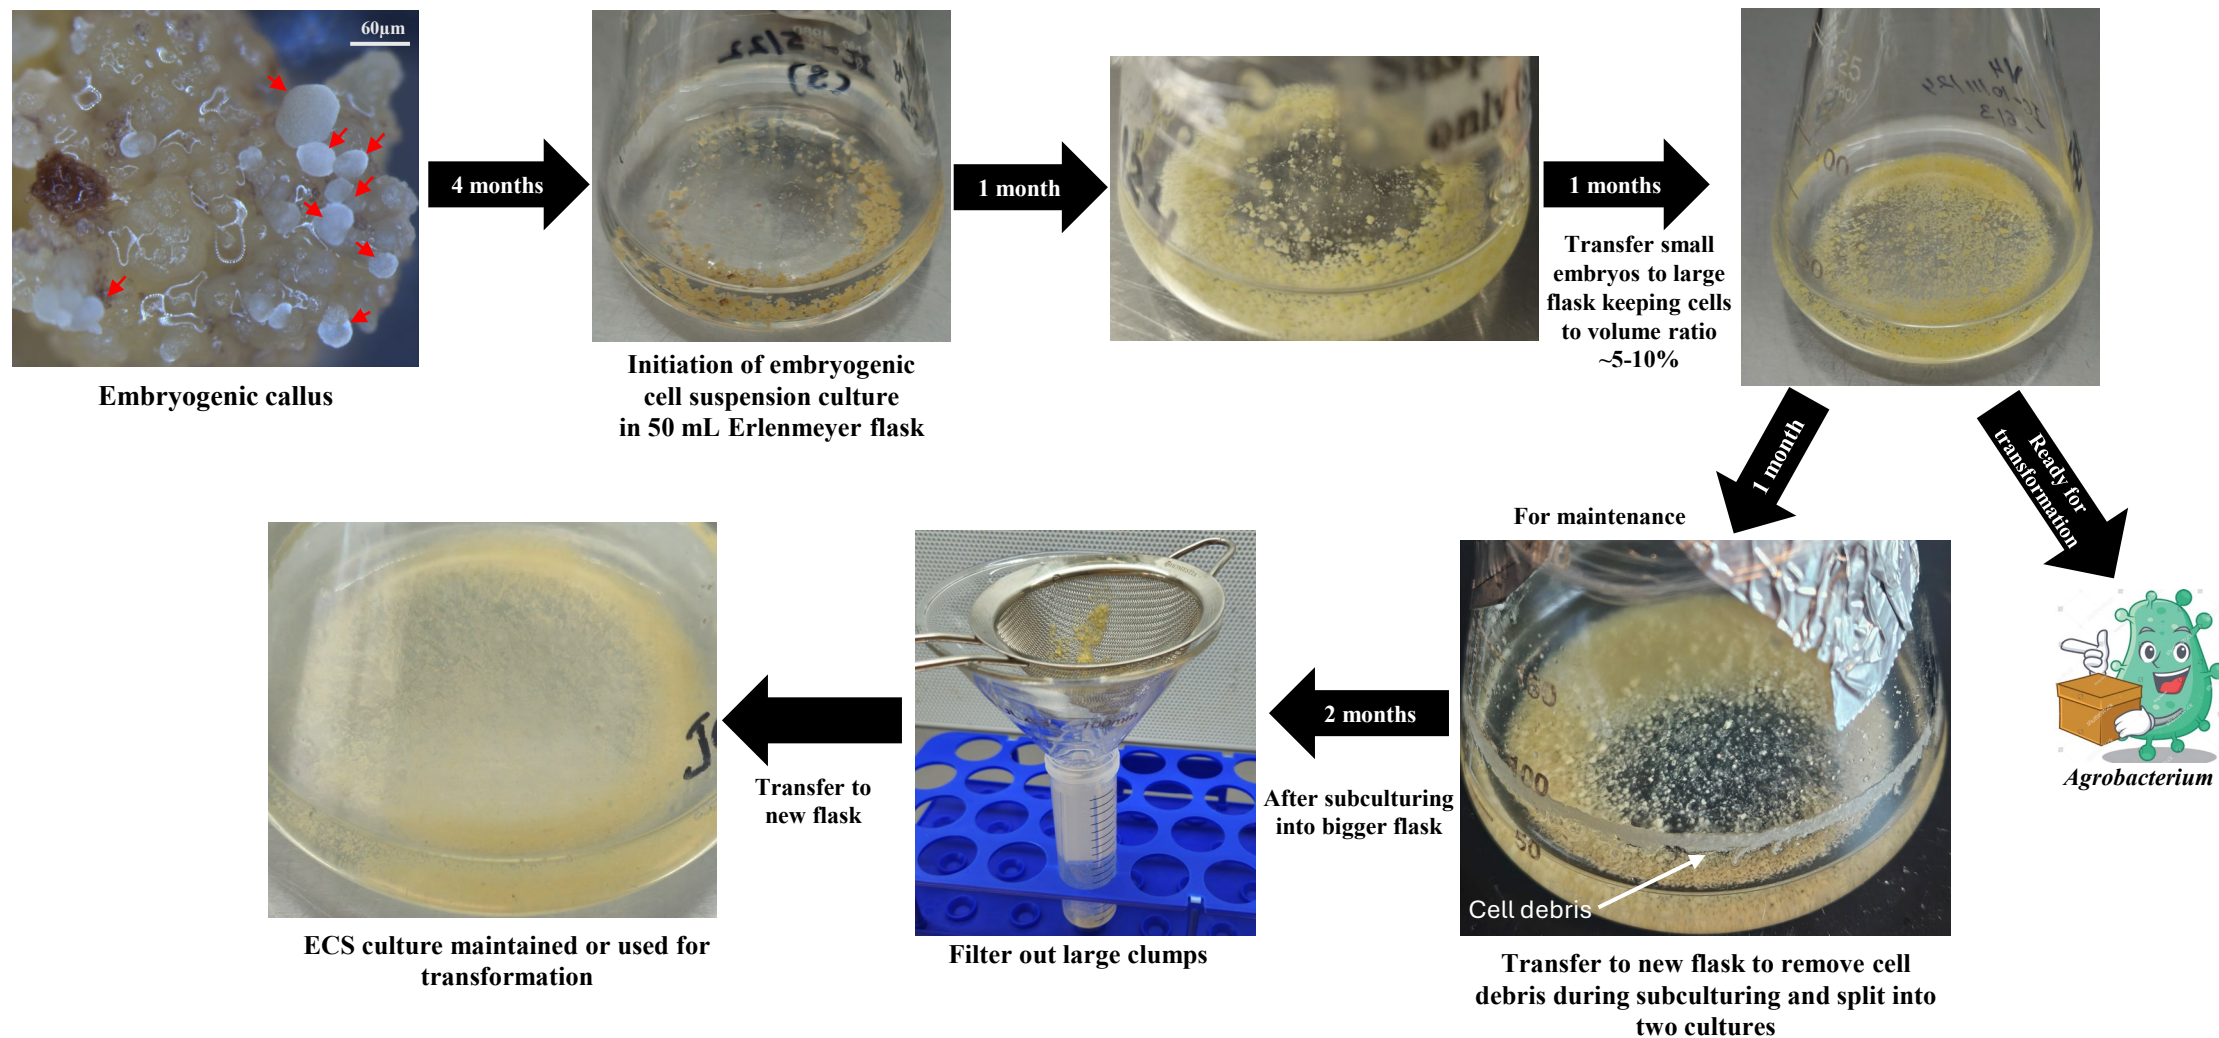 60µm
Embryogenic callus
4 months
Initiation of embryogenic
cell suspension culture
in 50 mL Erlenmeyer flask
1 month
only
1 months
Transfer small
embryos to large
flask keeping cells
to volume ratio
~5-10%
1 month
Ready for
transformation
Agrobacterium
For maintenance
60
100
50
Cell debris
Transfer to new flask to remove cell
debris during subculturing and split into
two cultures
2 months
After subculturing
into bigger flask
Filter out large clumps
Transfer to
new flask
ECS culture maintained or used for
transformation